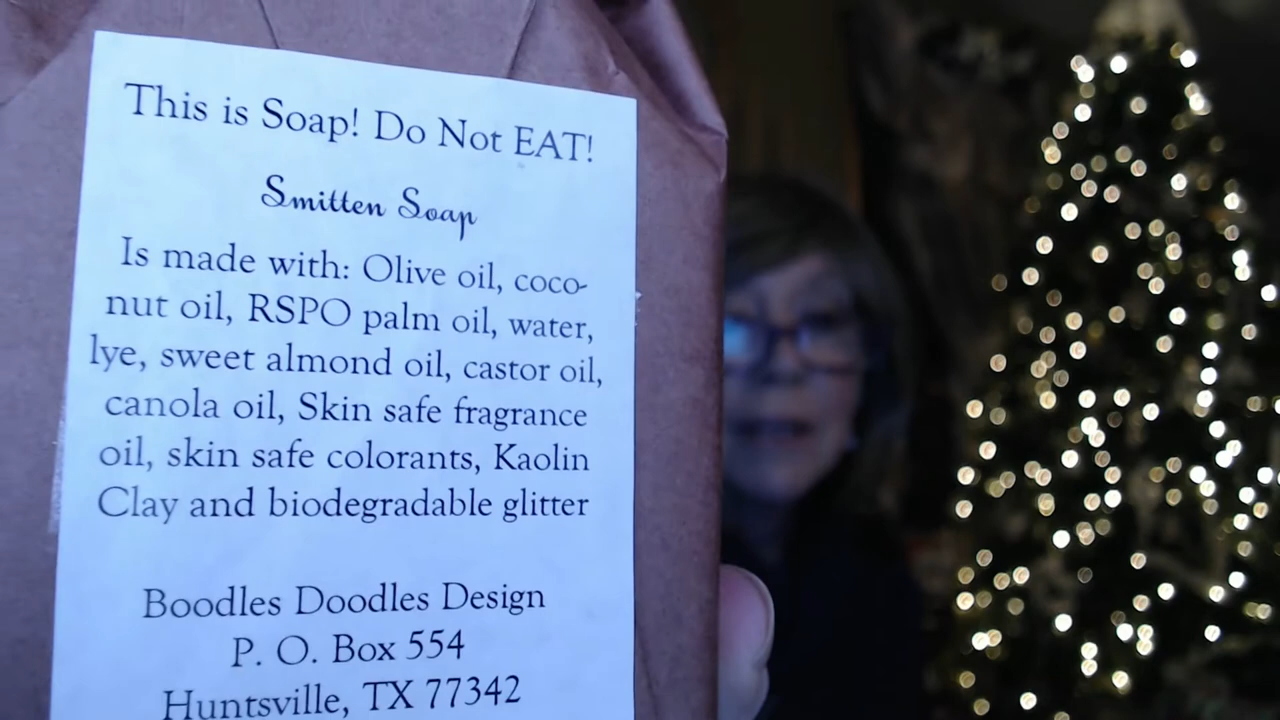 This is Soap! Do Not EAT!
Smitten Soap
Is made with: Olive oil, coco-
nut oil, RSPO palm oil, water,
lye, sweet almond oil, castor oil,
canola oil, Skin safe fragrance
oil, skin safe colorants, Kaolin
Clay and biodegradable glitter
Boodles Doodles Design
P. O. Box 554
Huntsville, TX 77342